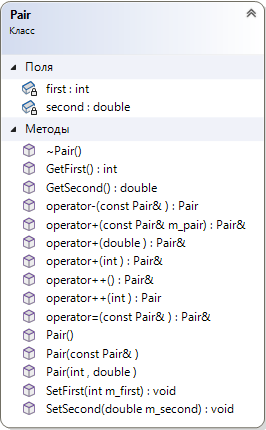 Pair
Класс
Поля
first : int
second : double
Методы
~Pair()
GetFirst() : int
GetSecond() : double
operator-(const Pair& ) : Pair
operator+(const Pair& m_pair) : Pair&
operator+(double ) : Pair&
operator+(int ) : Pair&
operator++() : Pair&
operator++(int ) : Pair
operator=(const Pair& ) : Pair&
Pair()
Pair(const Pair& )
Pair(int , double )
SetFirst(int m_first) : void
SetSecond(double m_second) : void